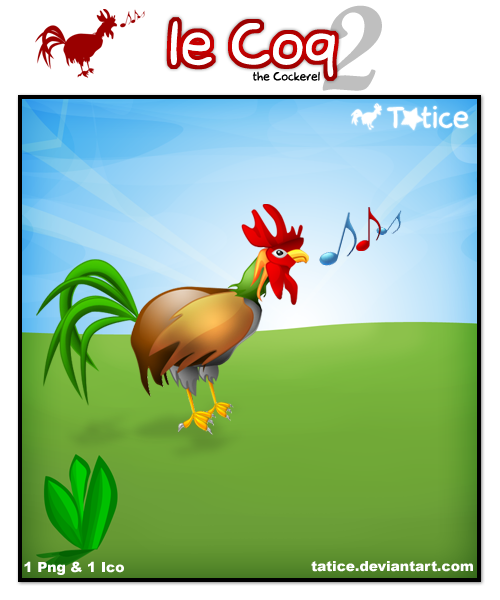 le Coq 2
the Cockerel
Tatice
1 Png & 1 Ico
tatice.deviantart.com